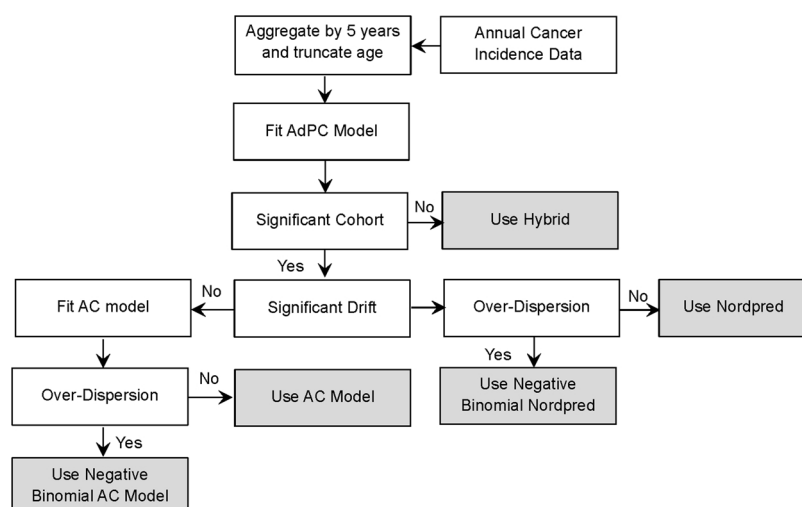 Aggregate by 5 years
and truncate age
Annual Cancer
Incidence Data
Fit AdPC Model
Significant Cohort
No
Use Hybrid
Yes
Fit AC model
No
Significant Drift
Over-Dispersion
No
Use Nordpred
Yes
Use Negative
Binomial Nordpred
Over-Dispersion
No
Use AC Model
Yes
Use Negative
Binomial AC Model